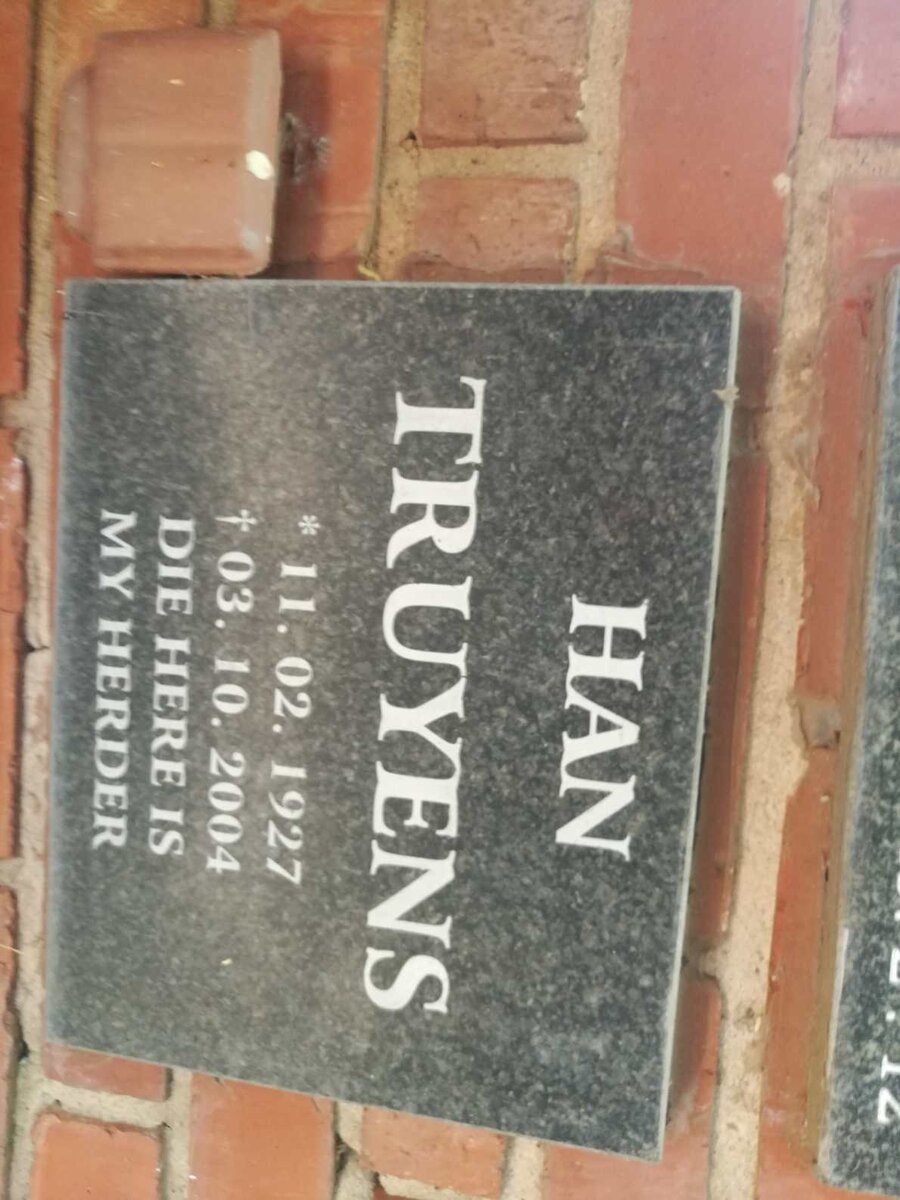 HAN
TRUYENS
* 11. 02. 1927
† 03. 10. 2004
DIE HERE IS
MY HERDER